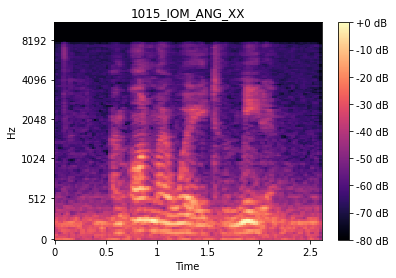 1015_IOM_ANG_XX
8192
4096
2048
1024
512
0
Hz
0
0.5
1
1.5
2
2.5
Time
+0 dB
-10 dB
-20 dB
-30 dB
-40 dB
-50 dB
-60 dB
-70 dB
-80 dB